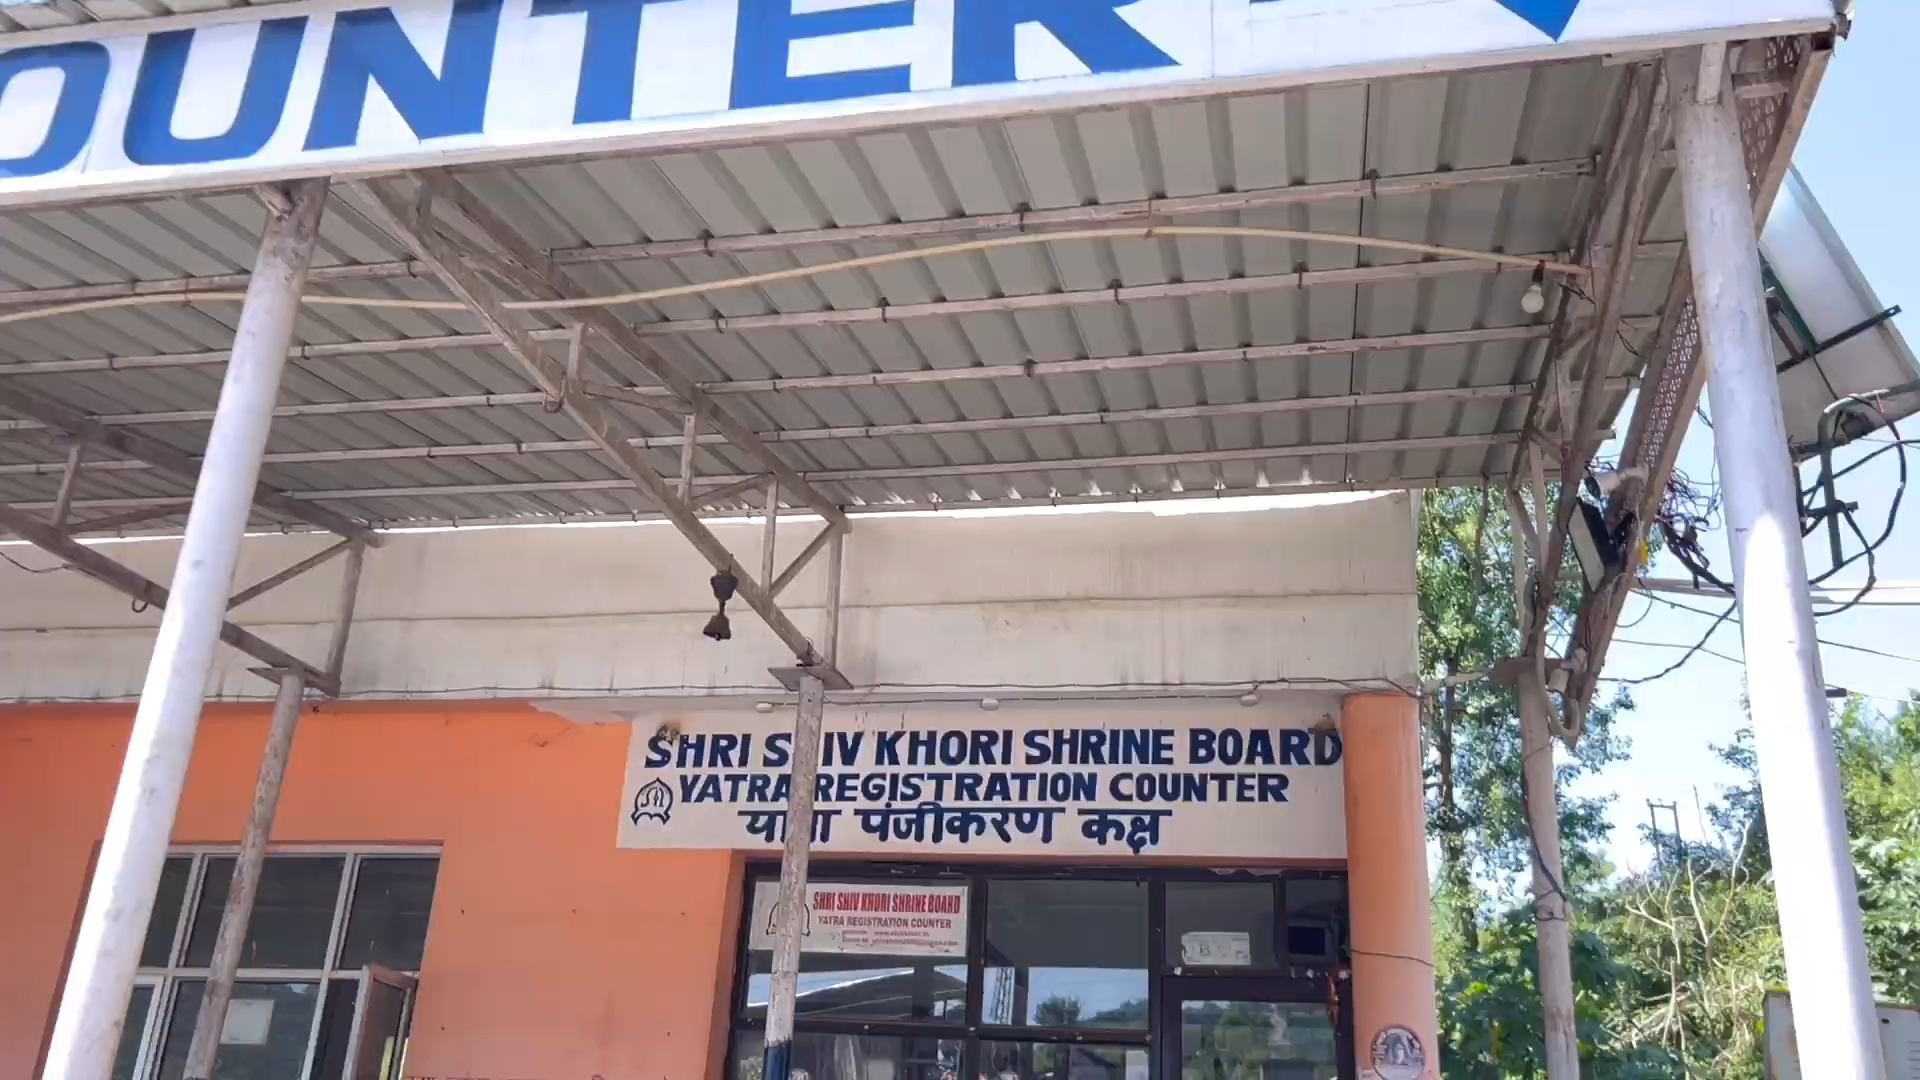 OUNTER
SHRI SHIV KHORI SHRINE BOARD
YATRA REGISTRATION COUNTER
यात्रा पंजीकरण कक्ष
SHRI SHIV KHORI SHRINE BOARD
YATRA REGISTRATION COUNTER